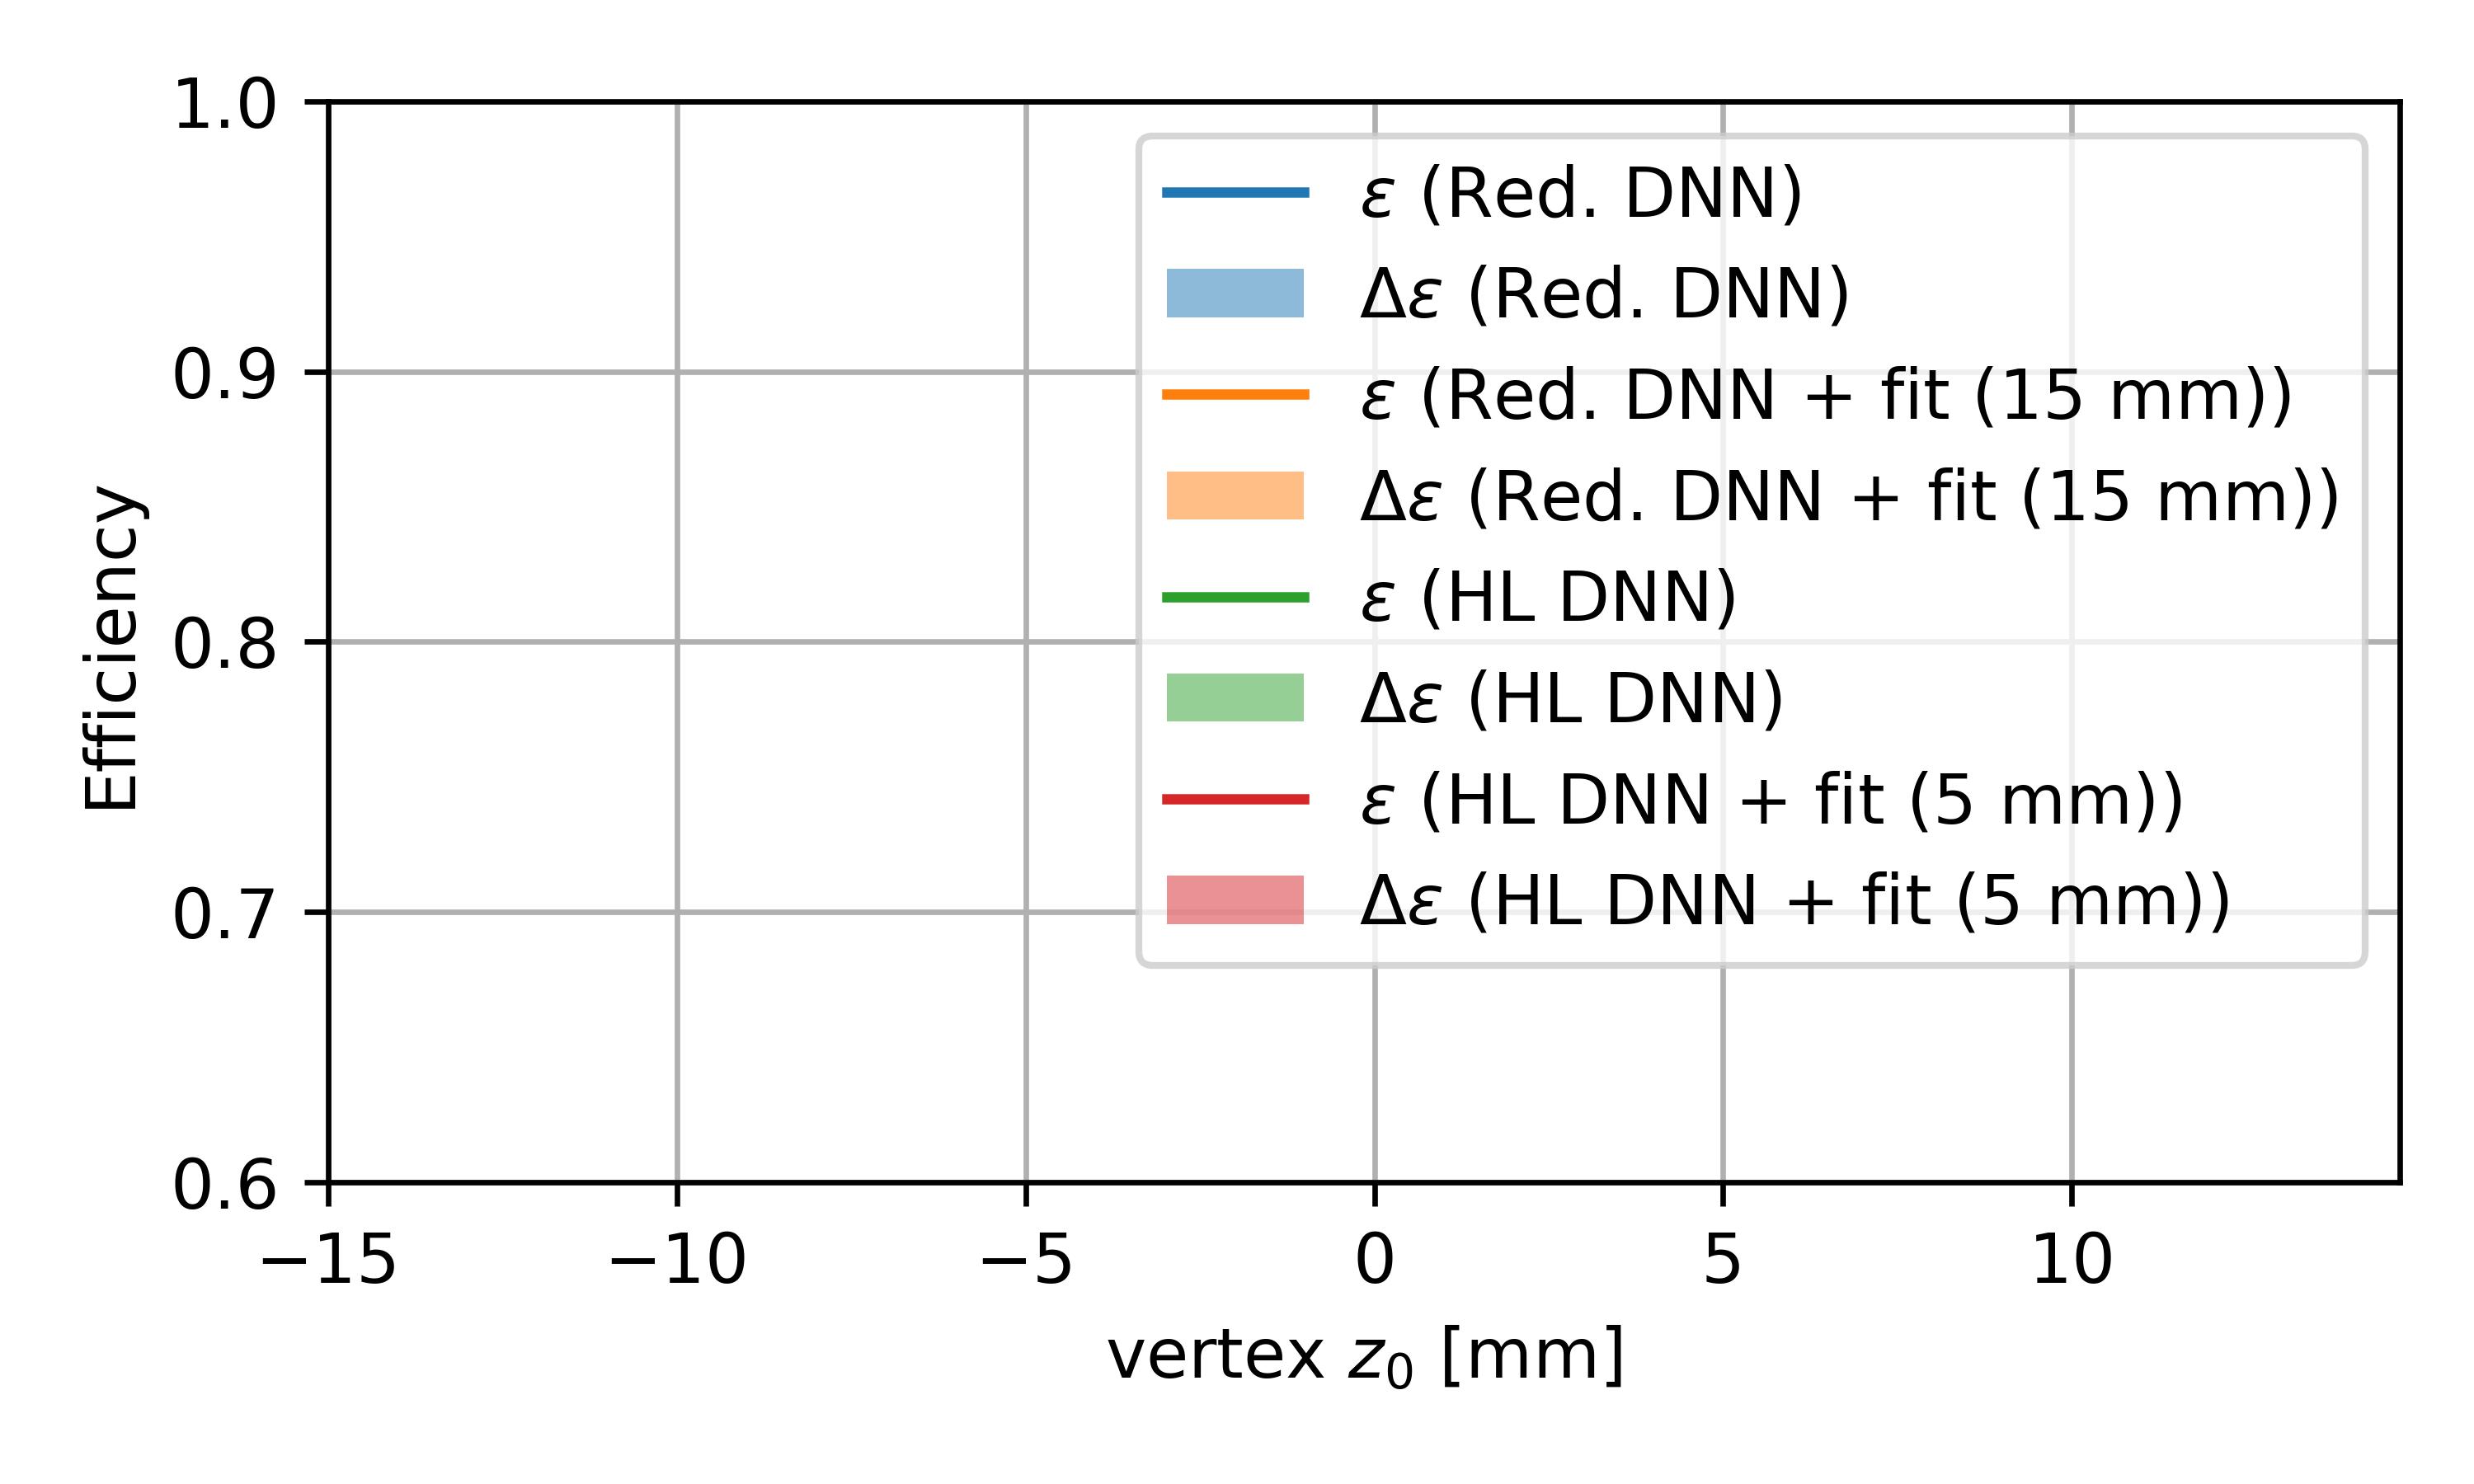 1.0
0.9
0.8
0.7
0.6
Efficiency
ε (Red. DNN)
Δε (Red. DNN)
ε (Red. DNN + fit (15 mm))
Δε (Red. DNN + fit (15 mm))
ε (HL DNN)
Δε (HL DNN)
ε (HL DNN + fit (5 mm))
Δε (HL DNN + fit (5 mm))
−15 −10 −5 0 5 10
vertex z₀ [mm]